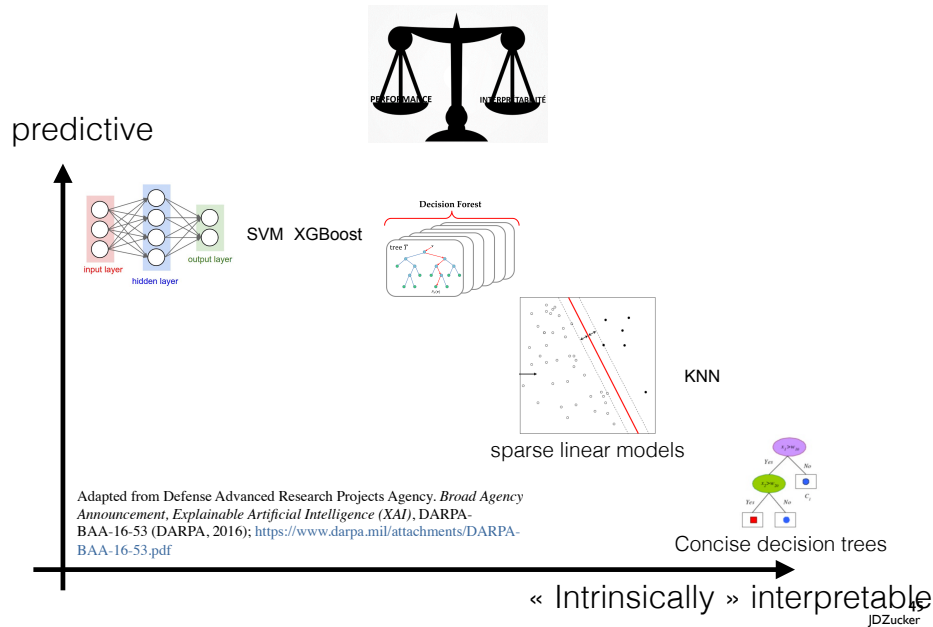 PERFORMANCE
INTERPRETABILITÉ
predictive
Decision Forest
tree T
SVM XGBoost
input layer
hidden layer
output layer
KNN
sparse linear models
Yes
No
Yes
No
Adapted from Defense Advanced Research Projects Agency. Broad Agency
Announcement, Explainable Artificial Intelligence (XAI), DARPA-
BAA-16-53 (DARPA, 2016); https://www.darpa.mil/attachments/DARPA-
BAA-16-53.pdf
Concise decision trees
« Intrinsically » interpretable
45
JDZucker